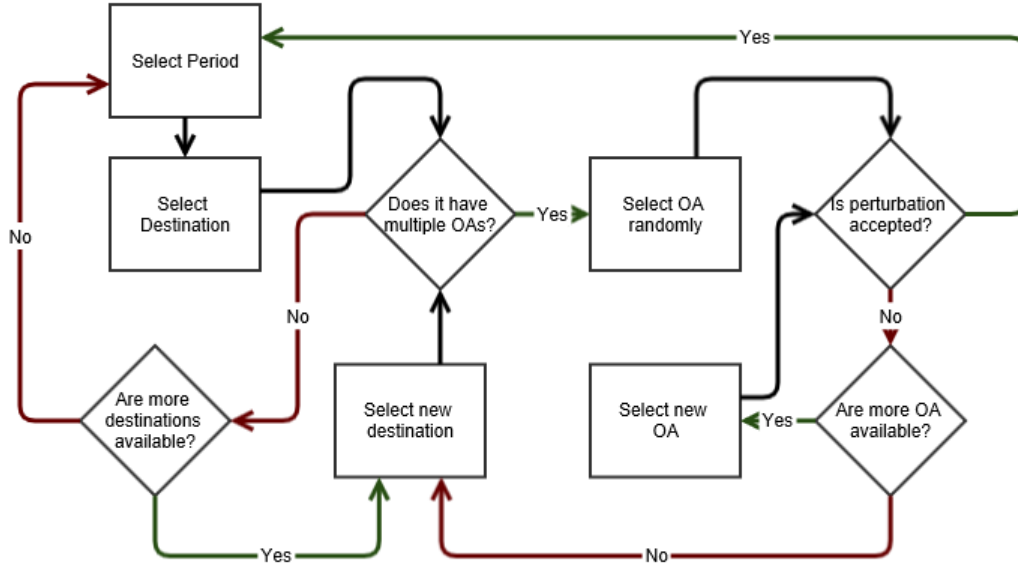 Select Period
Yes
Select
Destination
Does it have
multiple OAs?
Yes
Select OA
randomly
Is perturbation
accepted?
No
No
No
Are more
destinations
available?
Select new
destination
Select new
OA
Yes
Are more OA
available?
Yes
No